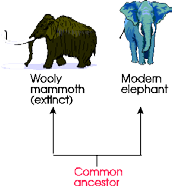 Wooly mammoth (extinct)
Modern elephant
Common ancestor